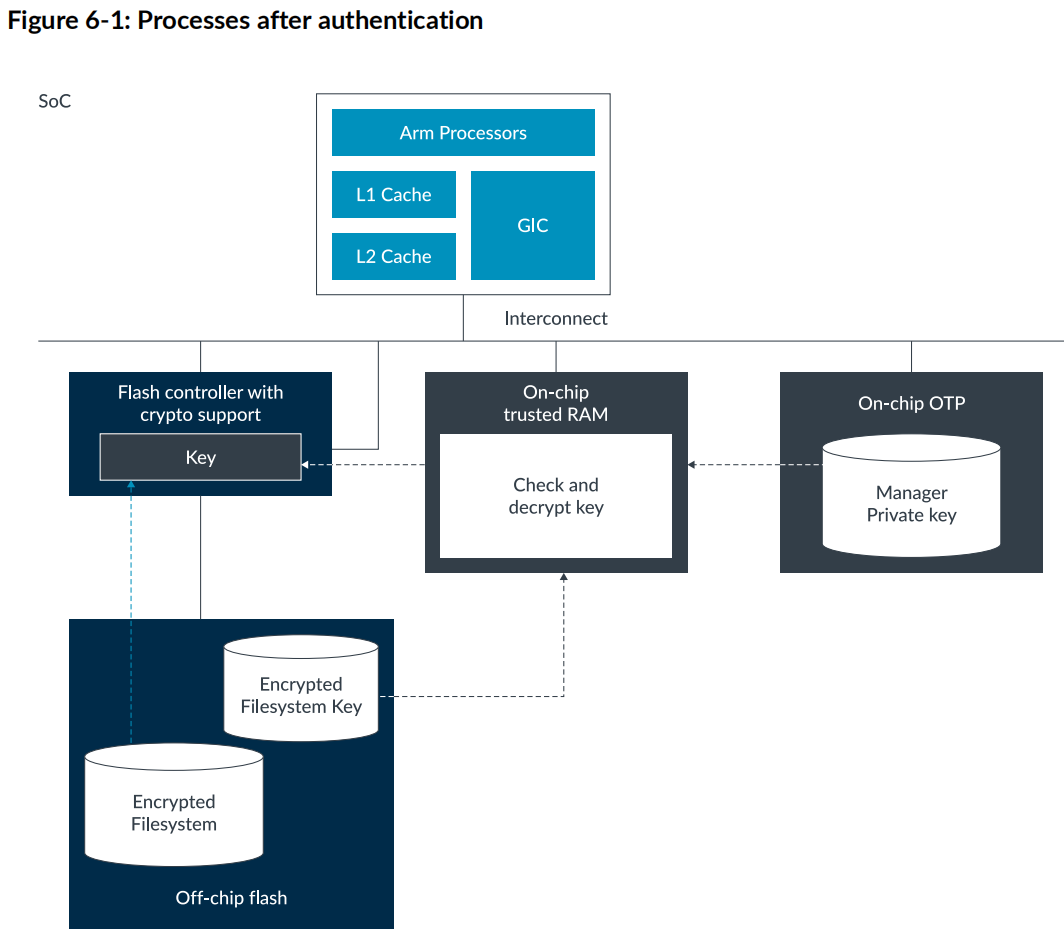 Figure 6-1: Processes after authentication
SoC
Arm Processors
L1 Cache
GIC
L2 Cache
Interconnect
Flash controller with
crypto support
Key
On-chip
trusted RAM
Check and
decrypt key
On-chip OTP
Manager
Private key
Encrypted
Filesystem Key
Encrypted
Filesystem
Off-chip flash